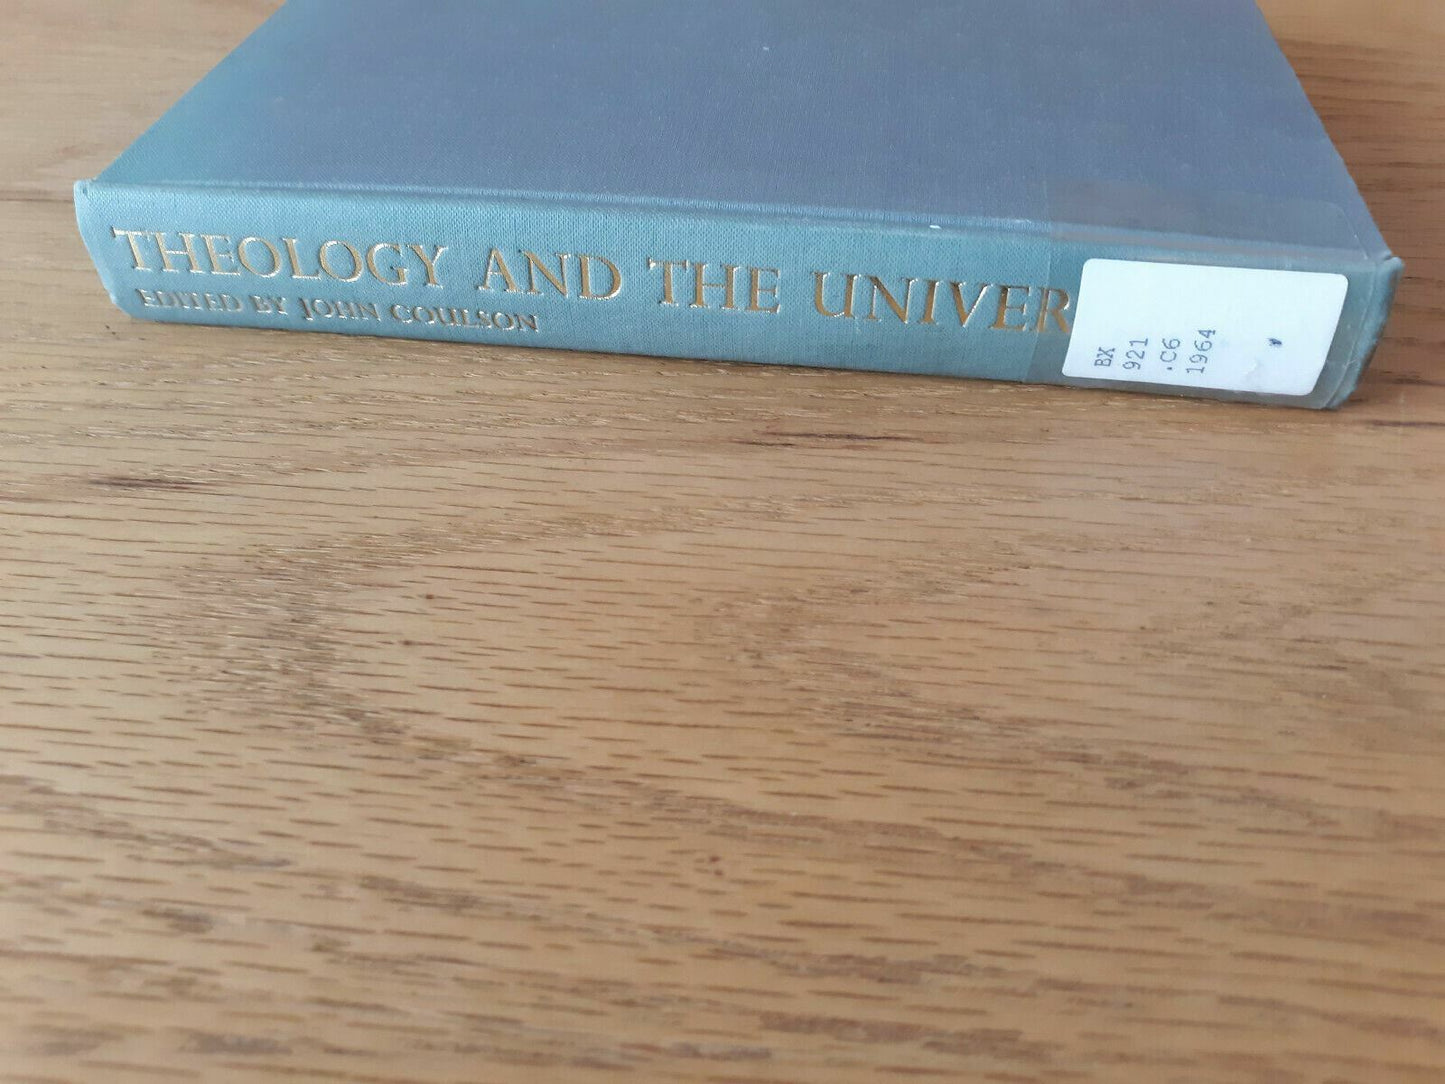 THEOLOGY AND THE UNIVER
EDITED BY JOHN COULSON
BX
921
.C6
1964